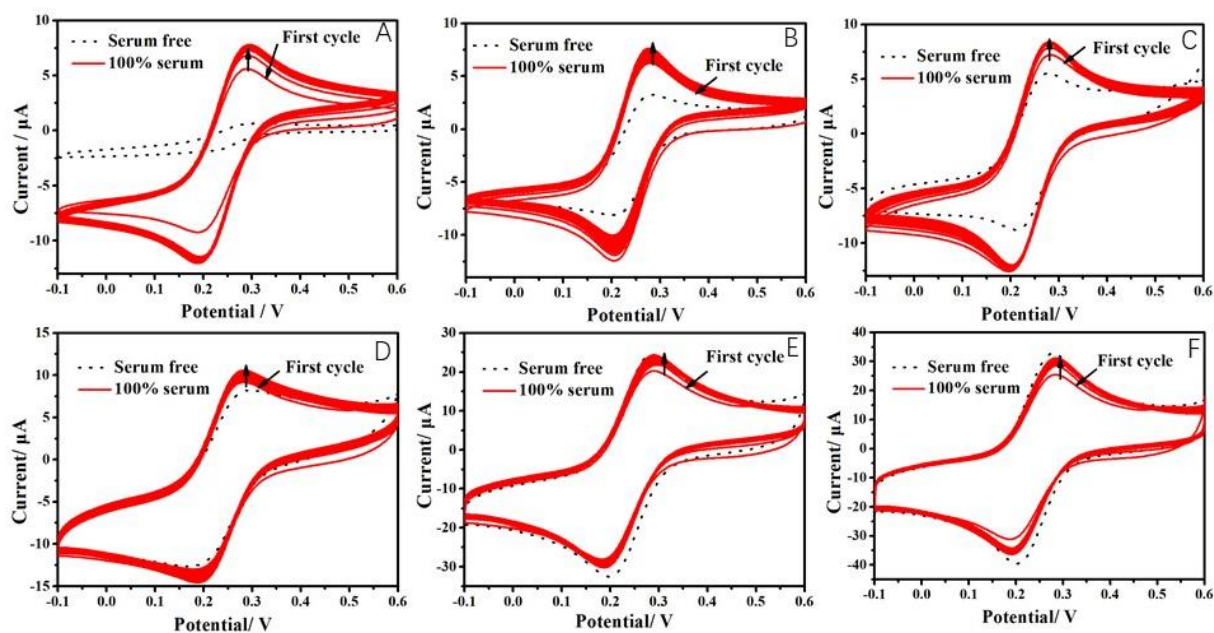 A
Serum free
First cycle
100% serum
Current / µA
10
5
0
-5
-10
-0.1 0.0 0.1 0.2 0.3 0.4 0.5 0.6
Potential / V
B
Serum free
First cycle
100% serum
Current/ µA
10
5
0
-5
-10
-0.1 0.0 0.1 0.2 0.3 0.4 0.5 0.6
Potential/ V
C
Serum free
First cycle
100% serum
Current/ µA
10
5
0
-5
-10
-0.1 0.0 0.1 0.2 0.3 0.4 0.5 0.6
Potential/ V
D
Serum free
First cycle
100% serum
Current/ µA
15
10
5
0
-5
-10
-15
-0.1 0.0 0.1 0.2 0.3 0.4 0.5 0.6
Potential/ V
E
Serum free
First cycle
100% serum
Current/ µA
30
20
10
0
-10
-20
-30
-0.1 0.0 0.1 0.2 0.3 0.4 0.5 0.6
Potential/ V
F
Serum free
First cycle
100% serum
Current/ µA
40
30
20
10
0
-10
-20
-30
-40
-0.1 0.0 0.1 0.2 0.3 0.4 0.5 0.6
Potential/ V